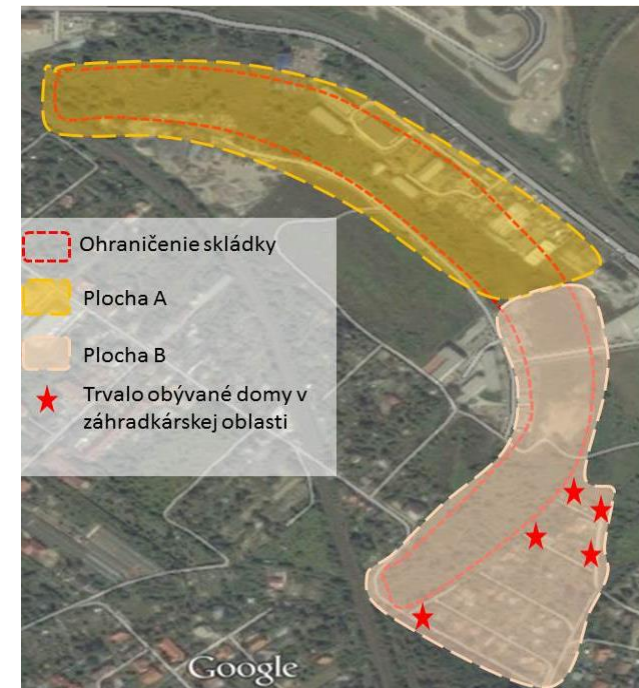 Ohraničenie skládky
Plocha A
Plocha B
Trvalo obývané domy v
záhradkárskej oblasti
Google